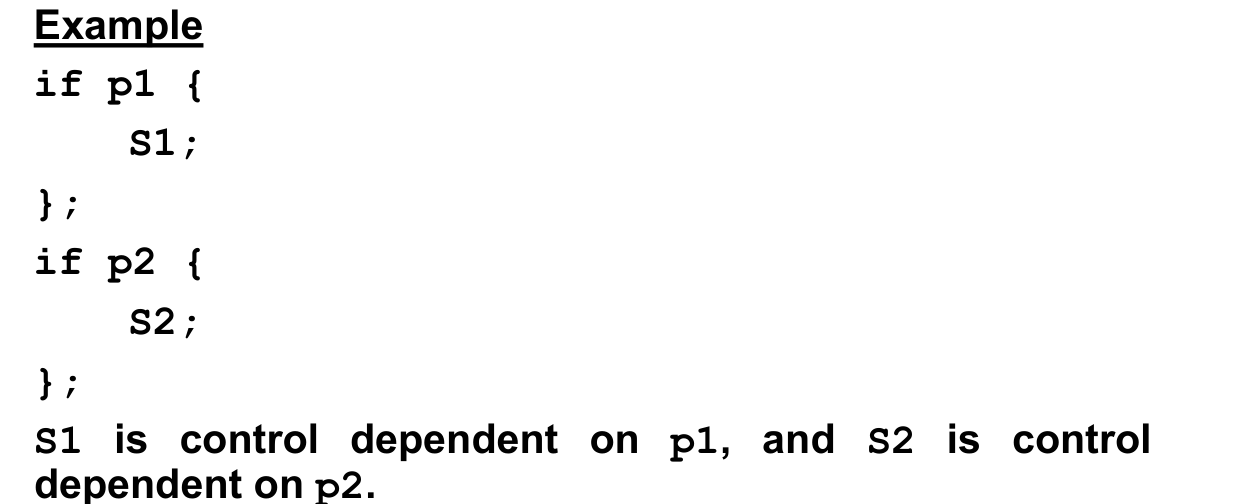 Example
if p1 {
S1;
};
if p2 {
S2;
};
S1 is control dependent on p1, and S2 is control
dependent on p2.